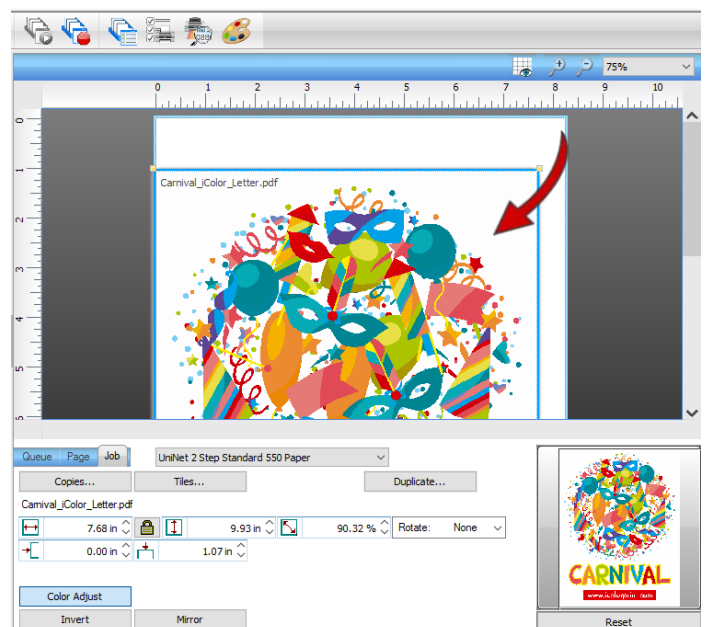 75%
0 1 2 3 4 5 6 7 8 9 10
0
1
2
3
4
5
6
Carnival_iColor_Letter.pdf
Queue Page Job UniNet 2 Step Standard 550 Paper
Copies... Tiles... Duplicate...
Carnival_iColor_Letter.pdf
7.68 in 9.93 in 90.32 % Rotate: None
0.00 in 1.07 in
Color Adjust
Invert Mirror
CARNIVAL
Reset